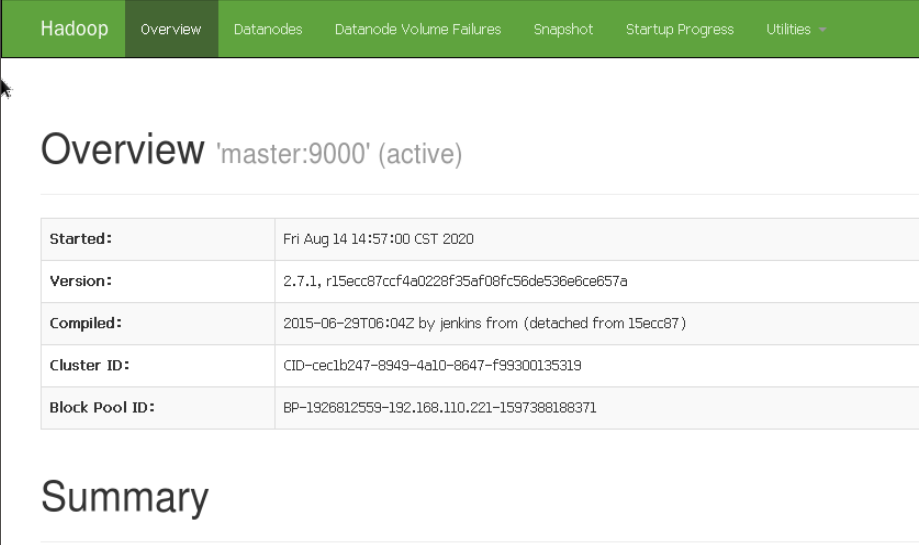 Hadoop Overview Datanodes Datanode Volume Failures Snapshot Startup Progress Utilities
Overview 'master:9000' (active)
Started: Fri Aug 14 14:57:00 CST 2020
Version: 2.7.1, r15ecc87ccf4a0228f35af08fc56de536e6ce657a
Compiled: 2015-06-29T06:04Z by jenkins from (detached from 15ecc87)
Cluster ID: CID-cec1b247-8949-4a10-8647-f99300135319
Block Pool ID: BP-1926812559-192.168.110.221-1597388188371
Summary